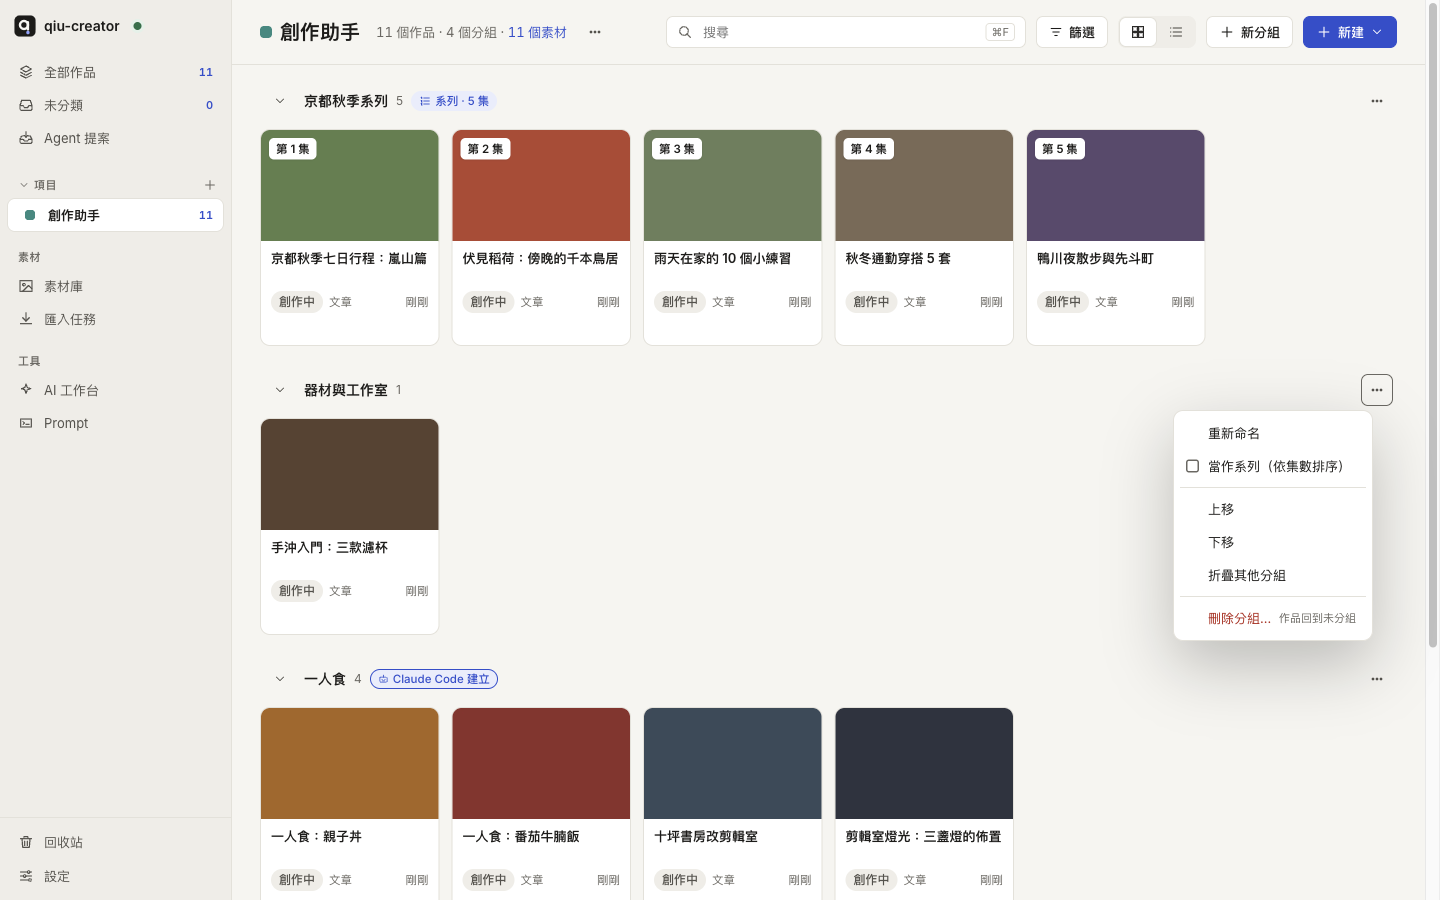 qiu-creator
全部作品 11
未分類 0
Agent 提案
項目
創作助手 11
素材
素材庫
匯入任務
工具
AI 工作台
Prompt
回收站
設定
創作助手 11 個作品 · 4 個分組 · 11 個素材
搜尋 ⌘F
篩選
新分組
新建
京都秋季系列 5 系列 · 5 集
第 1 集
京都秋季七日行程：嵐山篇
創作中 文章 剛剛
第 2 集
伏見稻荷：傍晚的千本鳥居
創作中 文章 剛剛
第 3 集
雨天在家的 10 個小練習
創作中 文章 剛剛
第 4 集
秋冬通勤穿搭 5 套
創作中 文章 剛剛
第 5 集
鴨川夜散步與先斗町
創作中 文章 剛剛
器材與工作室 1
手沖入門：三款濾杯
創作中 文章 剛剛
重新命名
當作系列（依集數排序）
上移
下移
折疊其他分組
刪除分組... 作品回到未分組
一人食 4 Claude Code 建立
一人食：親子丼
創作中 文章 剛剛
一人食：番茄牛腩飯
創作中 文章 剛剛
十坪書房改剪輯室
創作中 文章 剛剛
剪輯室燈光：三盞燈的佈置
創作中 文章 剛剛